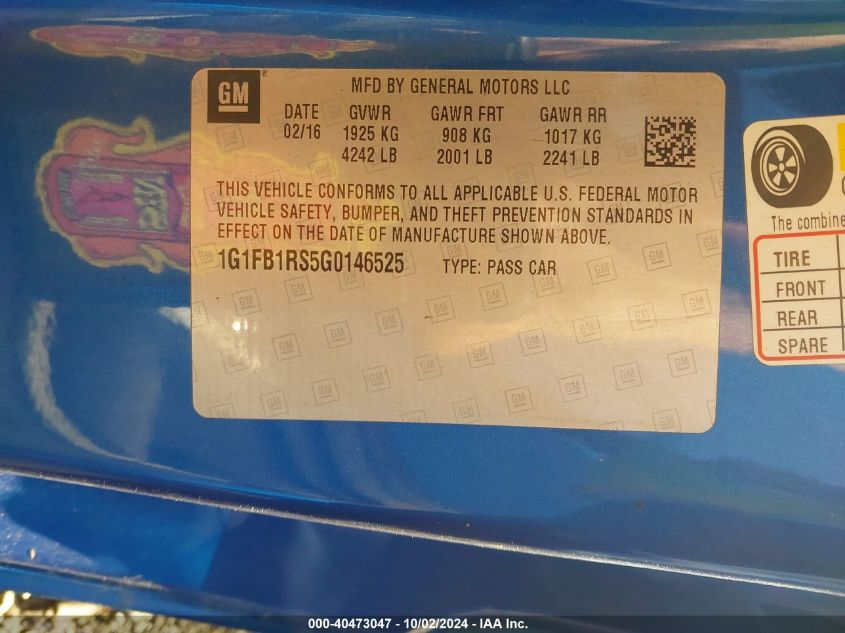 GM
MFD BY GENERAL MOTORS LLC
DATE GVWR GAWR FRT GAWR RR
02/16 1925 KG 908 KG 1017 KG
4242 LB 2001 LB 2241 LB
THIS VEHICLE CONFORMS TO ALL APPLICABLE U.S. FEDERAL MOTOR
VEHICLE SAFETY, BUMPER, AND THEFT PREVENTION STANDARDS IN
EFFECT ON THE DATE OF MANUFACTURE SHOWN ABOVE.
1G1FB1RS5G0146525 TYPE: PASS CAR
The combine
TIRE
FRONT
REAR
SPARE
000-40473047 - 10/02/2024 - IAA Inc.